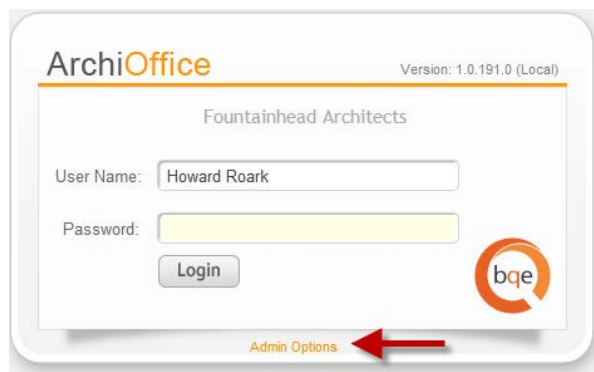 ArchiOffice
Version: 1.0.191.0 (Local)
Fountainhead Architects
User Name: Howard Roark
Password:
Login
bqe
Admin Options